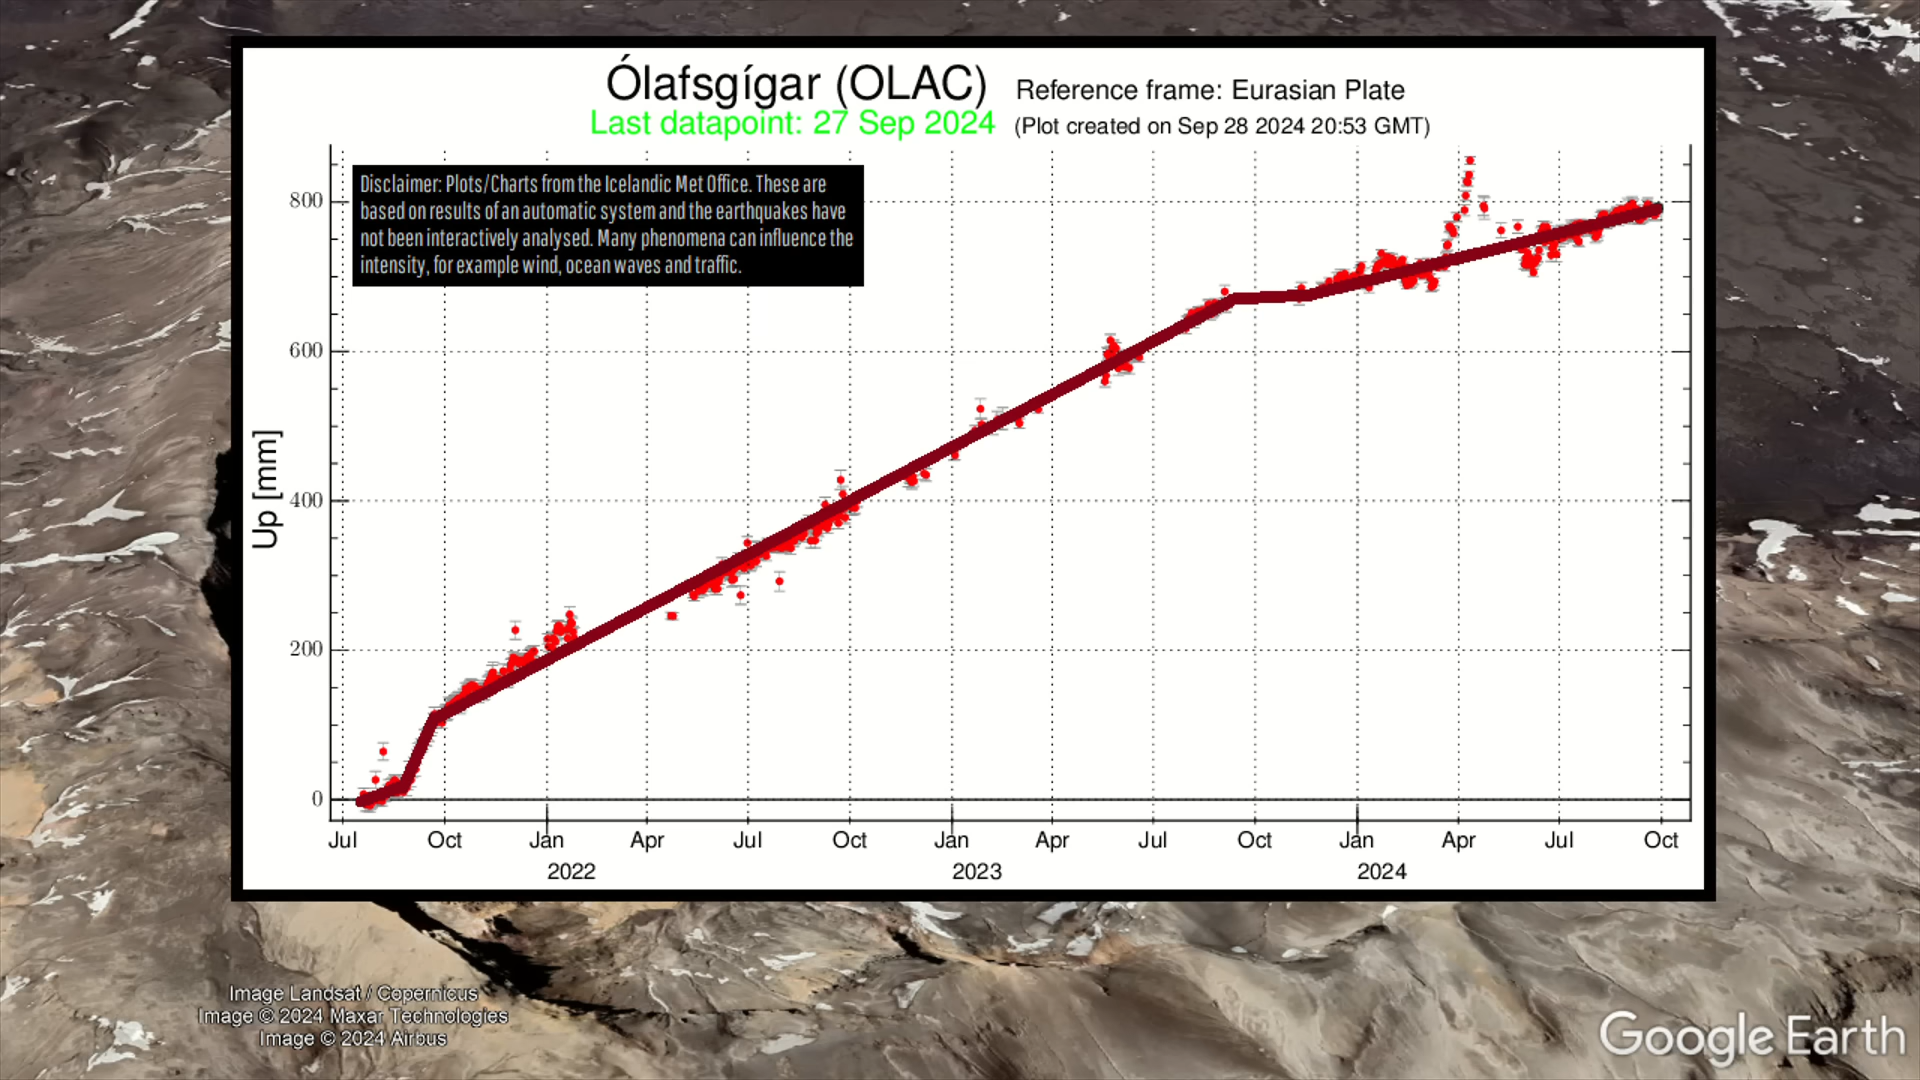 Ólafsgígar (OLAC) Reference frame: Eurasian Plate
Last datapoint: 27 Sep 2024 (Plot created on Sep 28 2024 20:53 GMT)
Disclaimer: Plots/Charts from the Icelandic Met Office. These are
based on results of an automatic system and the earthquakes have
not been interactively analysed. Many phenomena can influence the
intensity, for example wind, ocean waves and traffic.
Up [mm]
800
600
400
200
0
Jul Oct Jan Apr Jul Oct Jan Apr Jul Oct Jan Apr Jul Oct
2022 2023 2024
Image Landsat / Copernicus
Image © 2024 Maxar Technologies
Image © 2024 Airbus
Google Earth